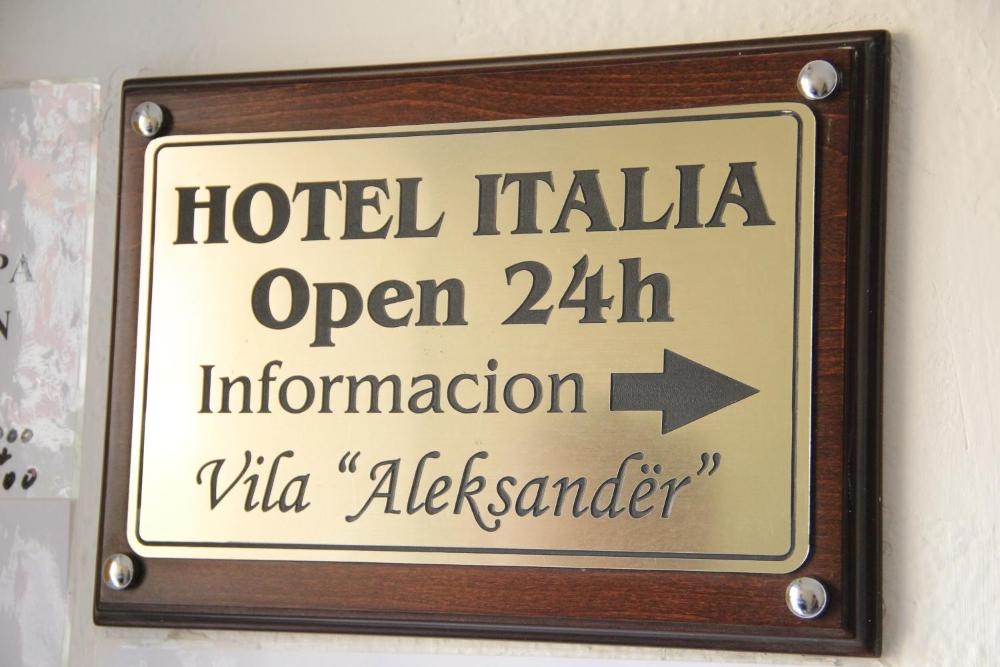 HOTEL ITALIA
Open 24h
Informacion
Vila “Aleksandër”